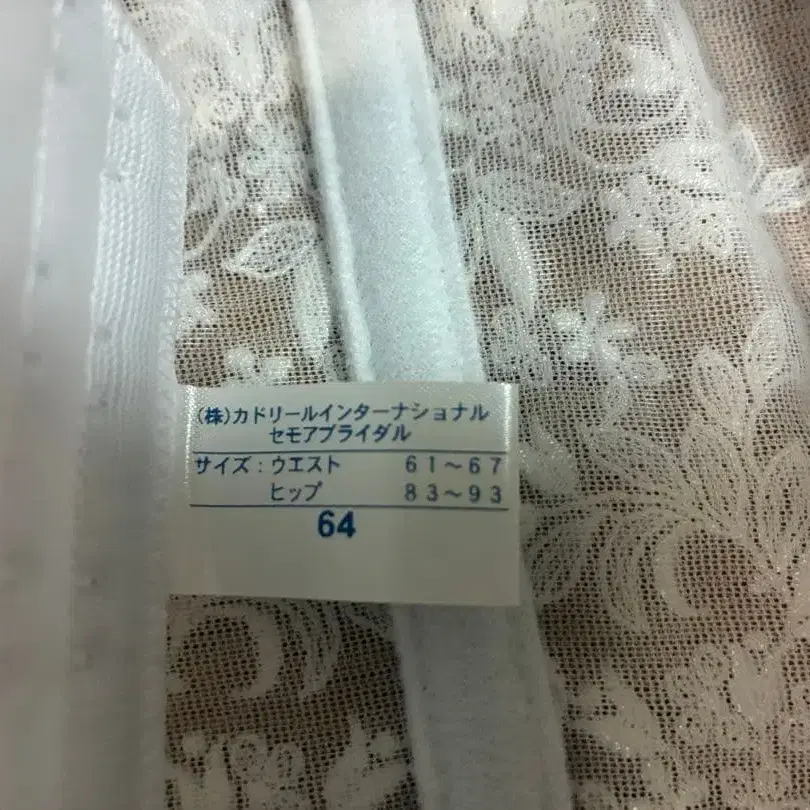 (株)カドリールインターナショナル
セモアブライダル
サイズ：ウエスト 61～67
ヒップ 83～93
64